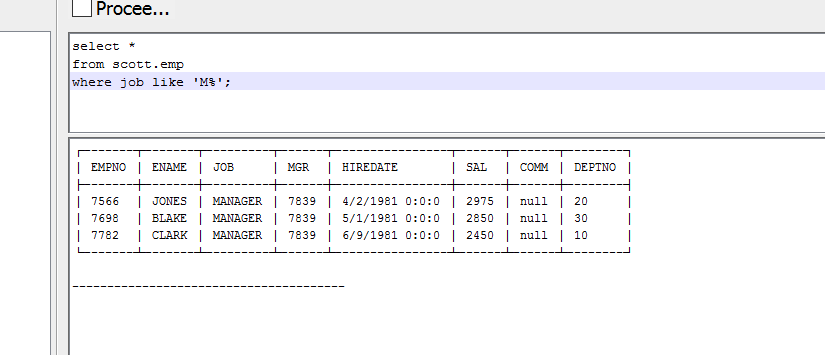 Procee...
select *
from scott.emp
where job like 'M%';
EMPNO | ENAME | JOB | MGR | HIREDATE | SAL | COMM | DEPTNO
7566 | JONES | MANAGER | 7839 | 4/2/1981 0:0:0 | 2975 | null | 20
7698 | BLAKE | MANAGER | 7839 | 5/1/1981 0:0:0 | 2850 | null | 30
7782 | CLARK | MANAGER | 7839 | 6/9/1981 0:0:0 | 2450 | null | 10